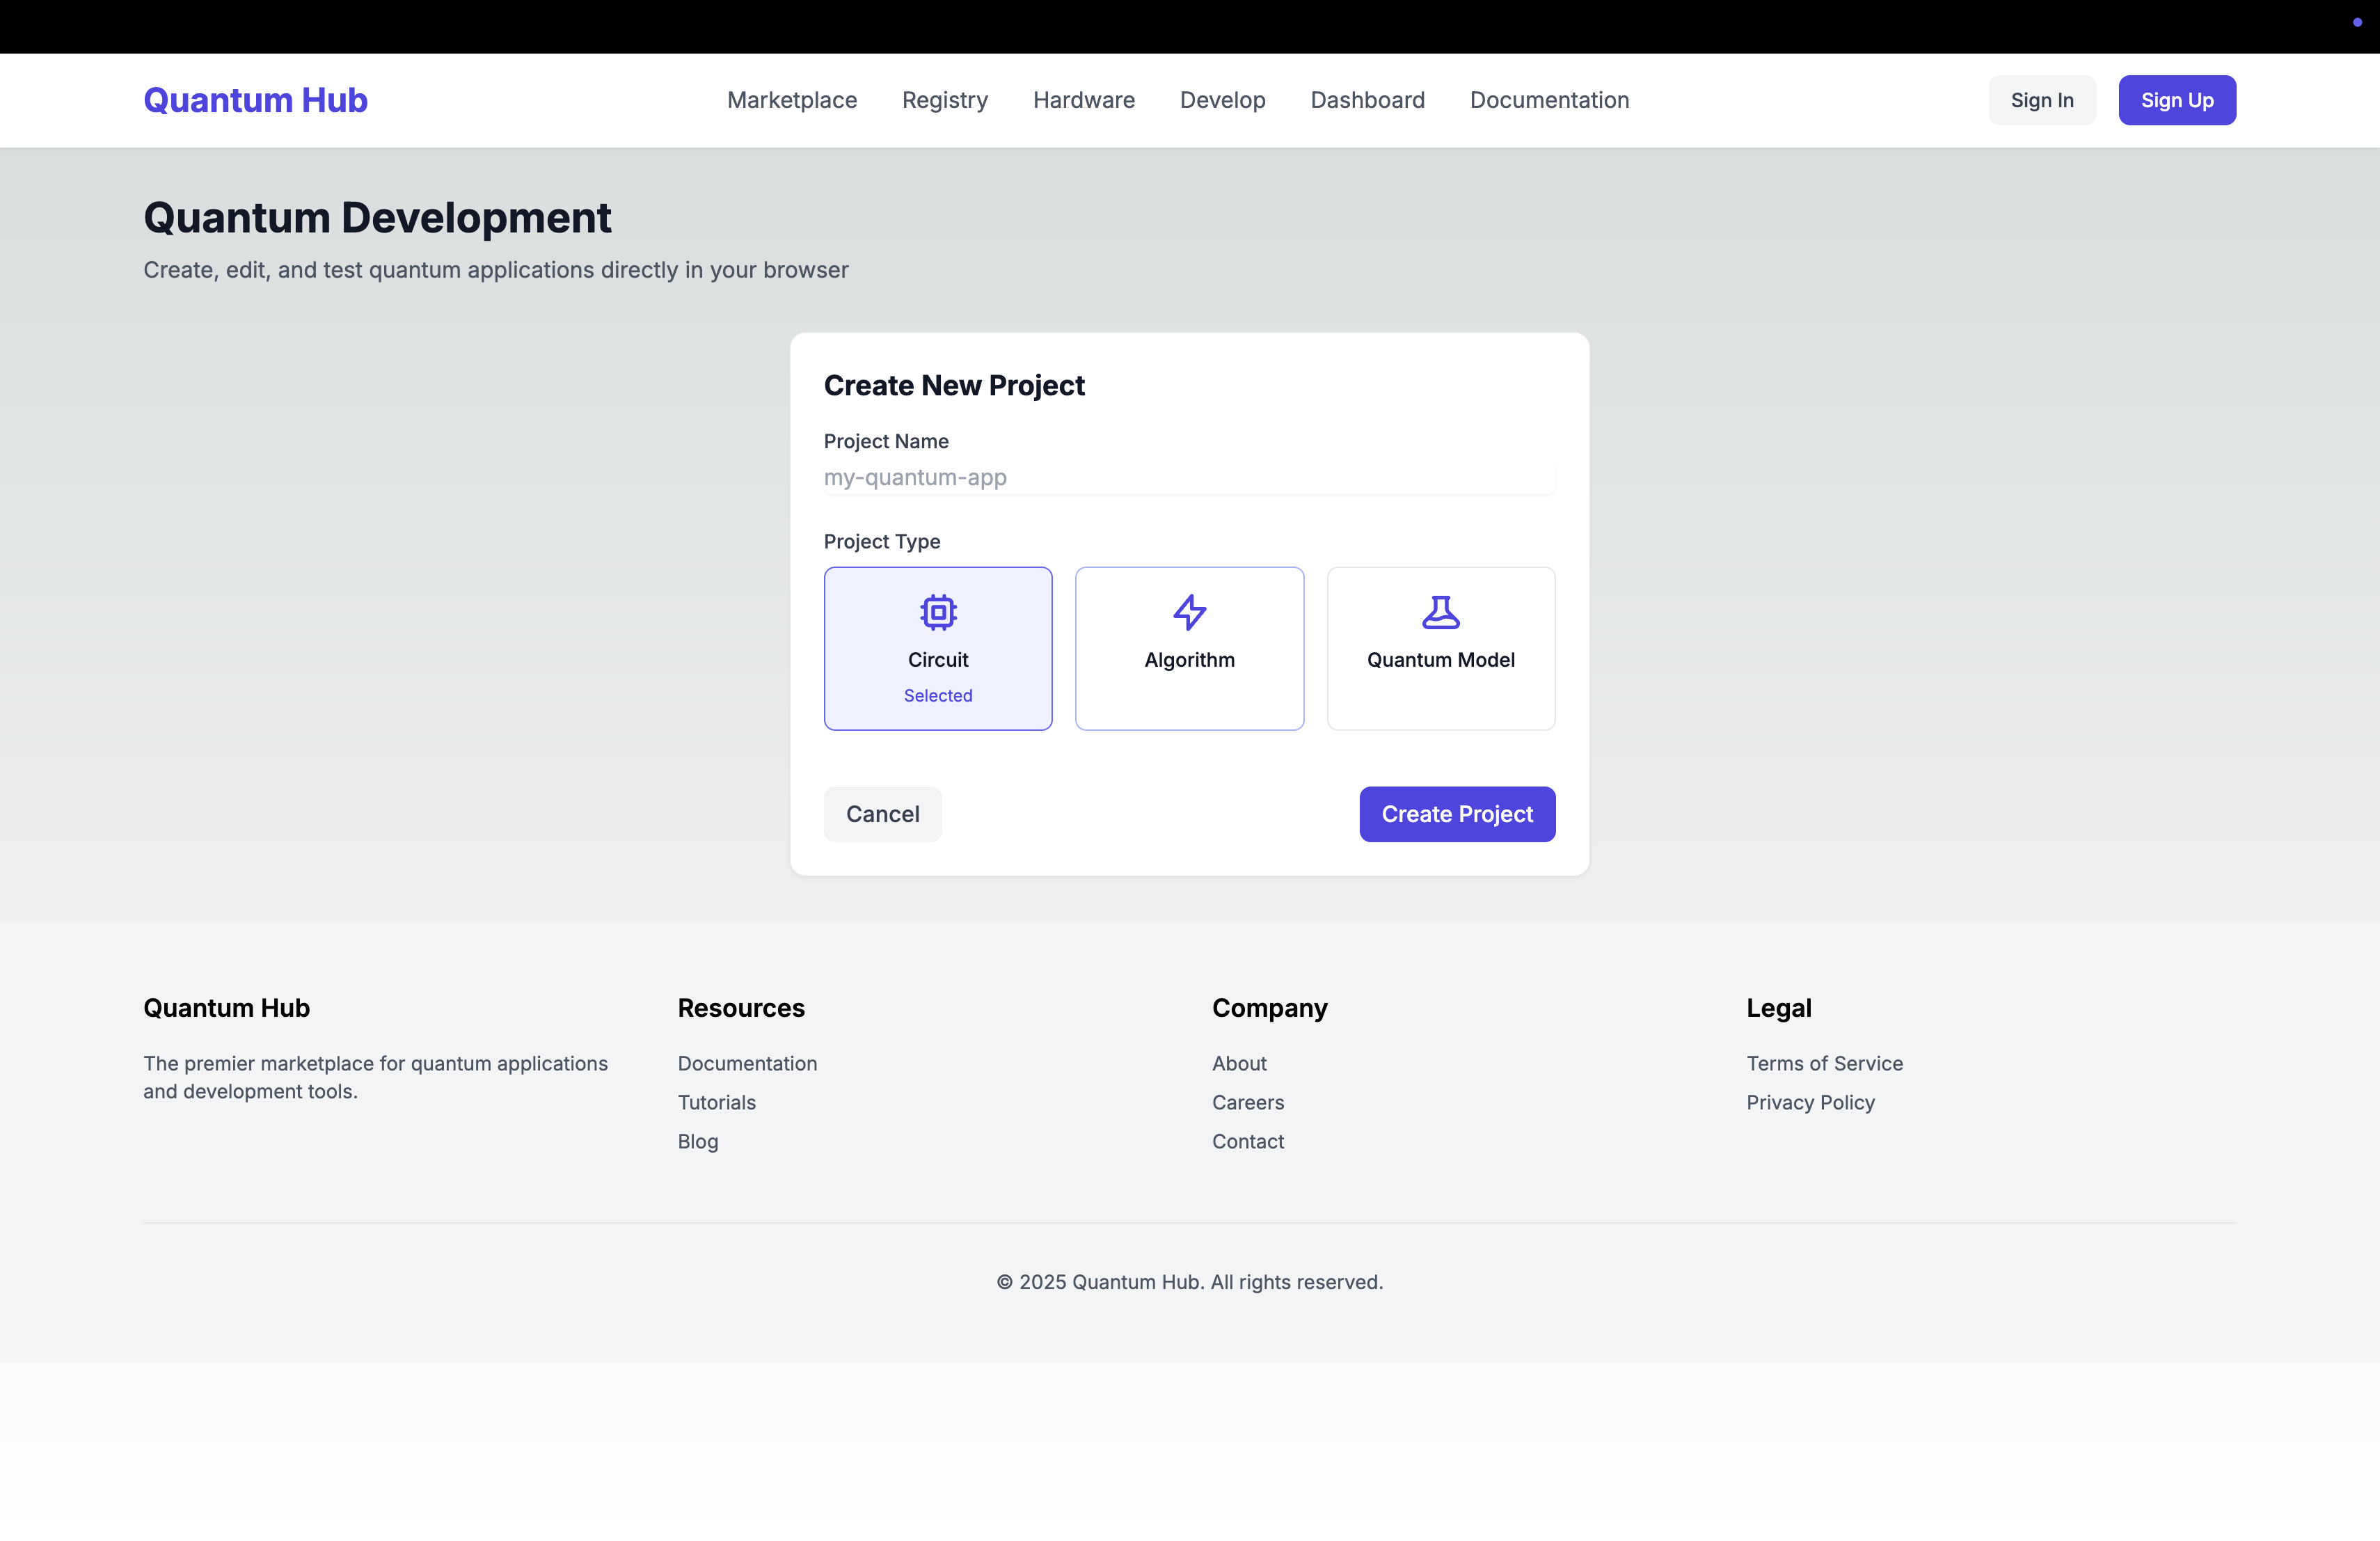 Quantum Hub
Marketplace
Registry
Hardware
Develop
Dashboard
Documentation
Sign In
Sign Up
Quantum Development
Create, edit, and test quantum applications directly in your browser
Create New Project
Project Name
my-quantum-app
Project Type
Circuit
Selected
Algorithm
Quantum Model
Cancel
Create Project
Quantum Hub
The premier marketplace for quantum applications
and development tools.
Resources
Documentation
Tutorials
Blog
Company
About
Careers
Contact
Legal
Terms of Service
Privacy Policy
© 2025 Quantum Hub. All rights reserved.